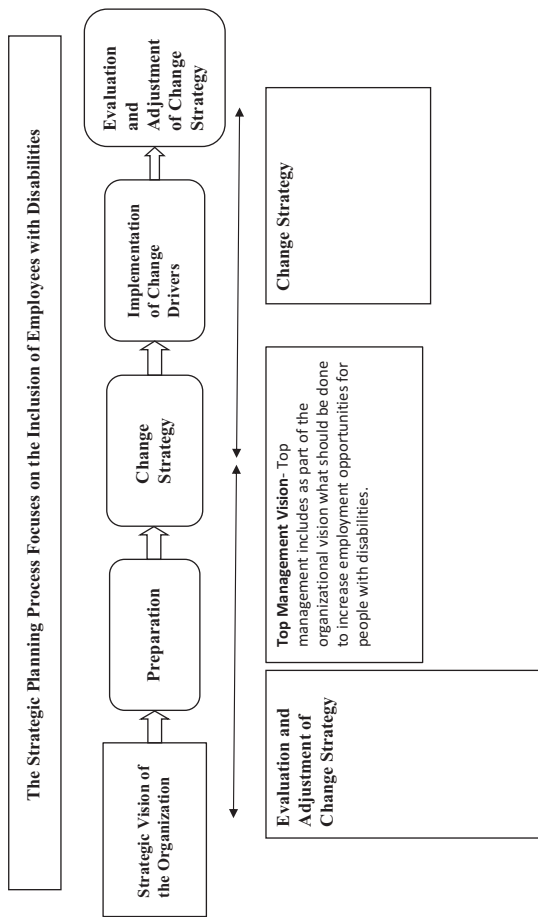 The Strategic Planning Process Focuses on the Inclusion of Employees with Disabilities
Strategic Vision of
the Organization
Preparation
Change
Strategy
Implementation
of Change
Drivers
Evaluation
and
Adjustment
of Change
Strategy
Evaluation and
Adjustment of
Change Strategy
Top Management Vision- Top
management includes as part of the
organizational vision what should be done
to increase employment opportunities for
people with disabilities.
Change Strategy